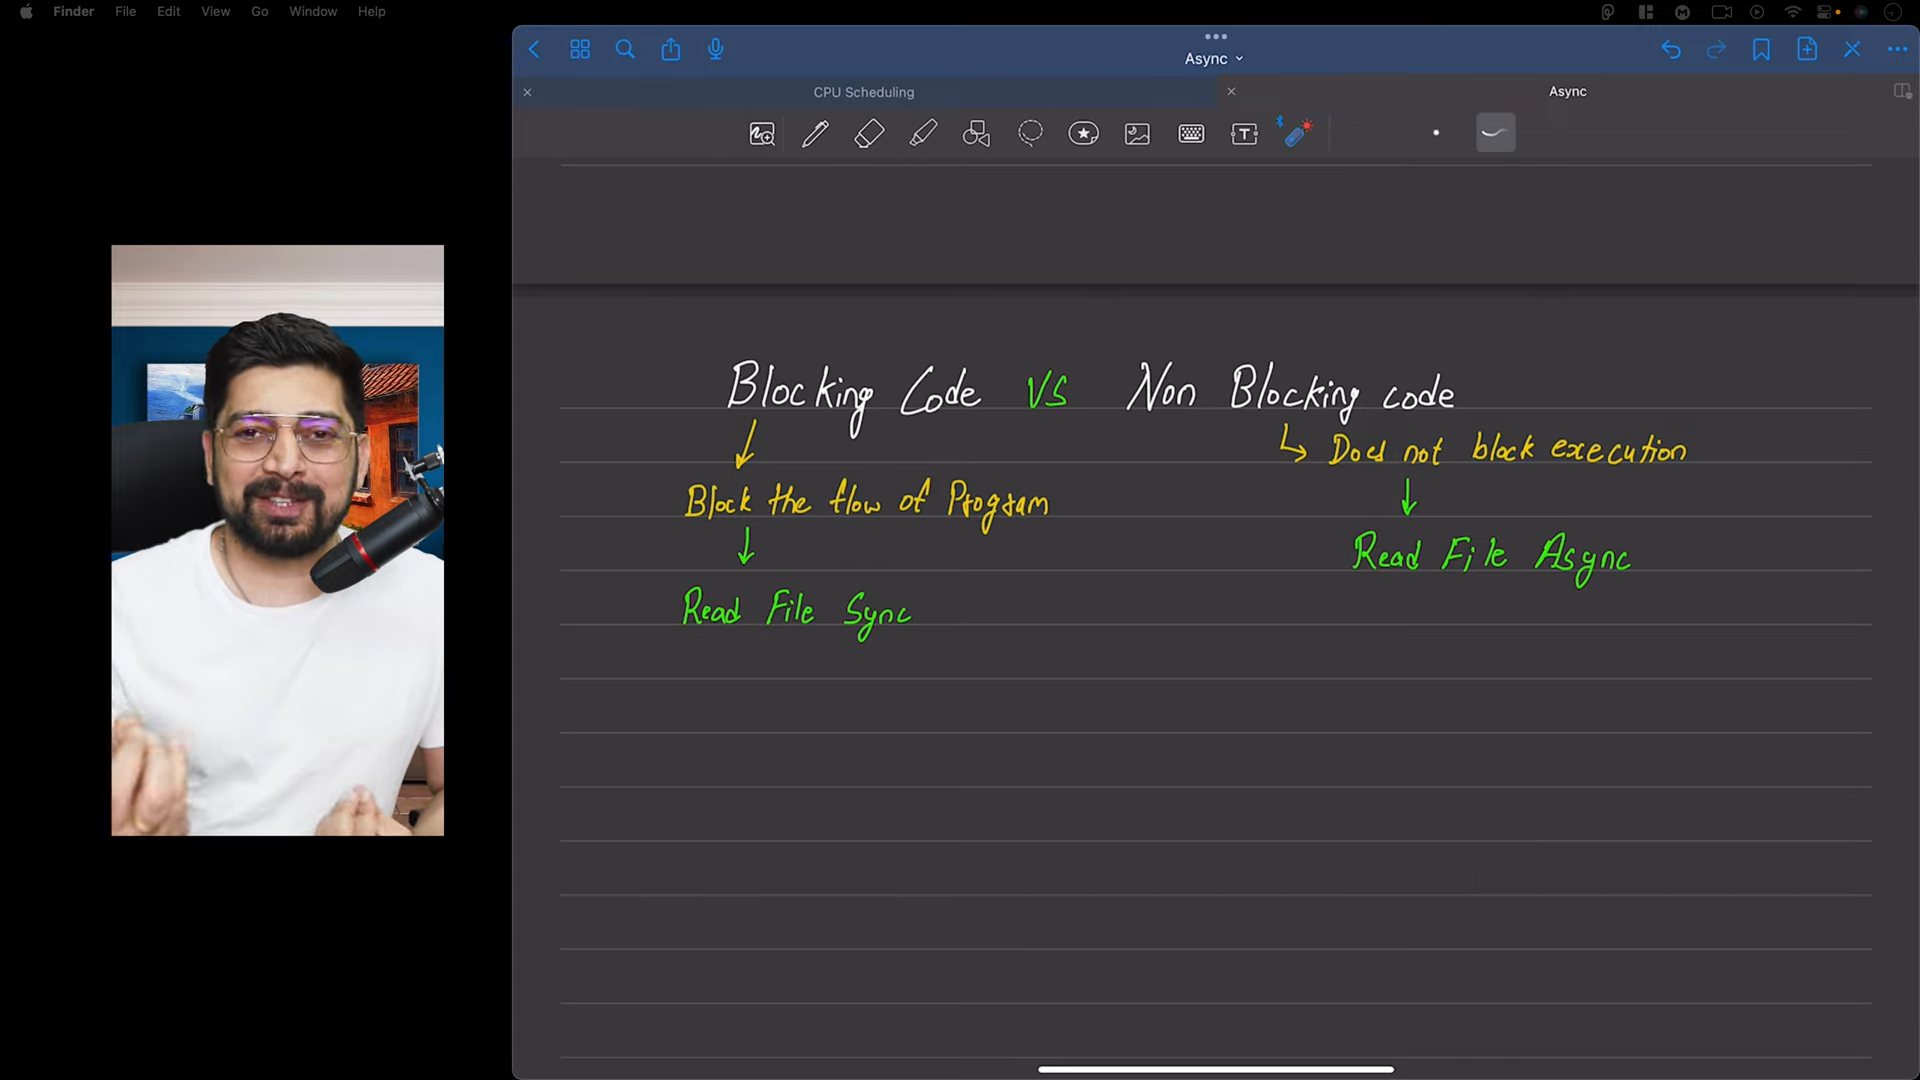 Finder File Edit View Go Window Help
Async
CPU Scheduling
Async
Blocking Code VS Non Blocking code
Does not block execution
Block the flow of Program
Read File Async
Read File Sync